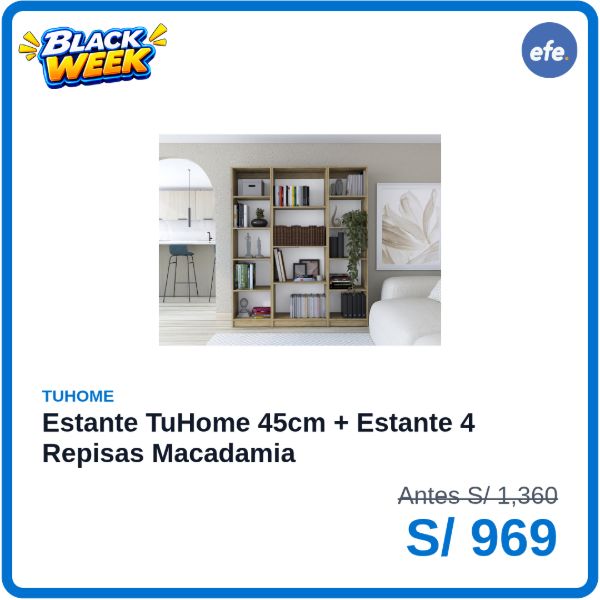 BLACK
WEEK
efe.
TUHOME
Estante TuHome 45cm + Estante 4
Repisas Macadamia
Antes S/ 1,360
S/ 969